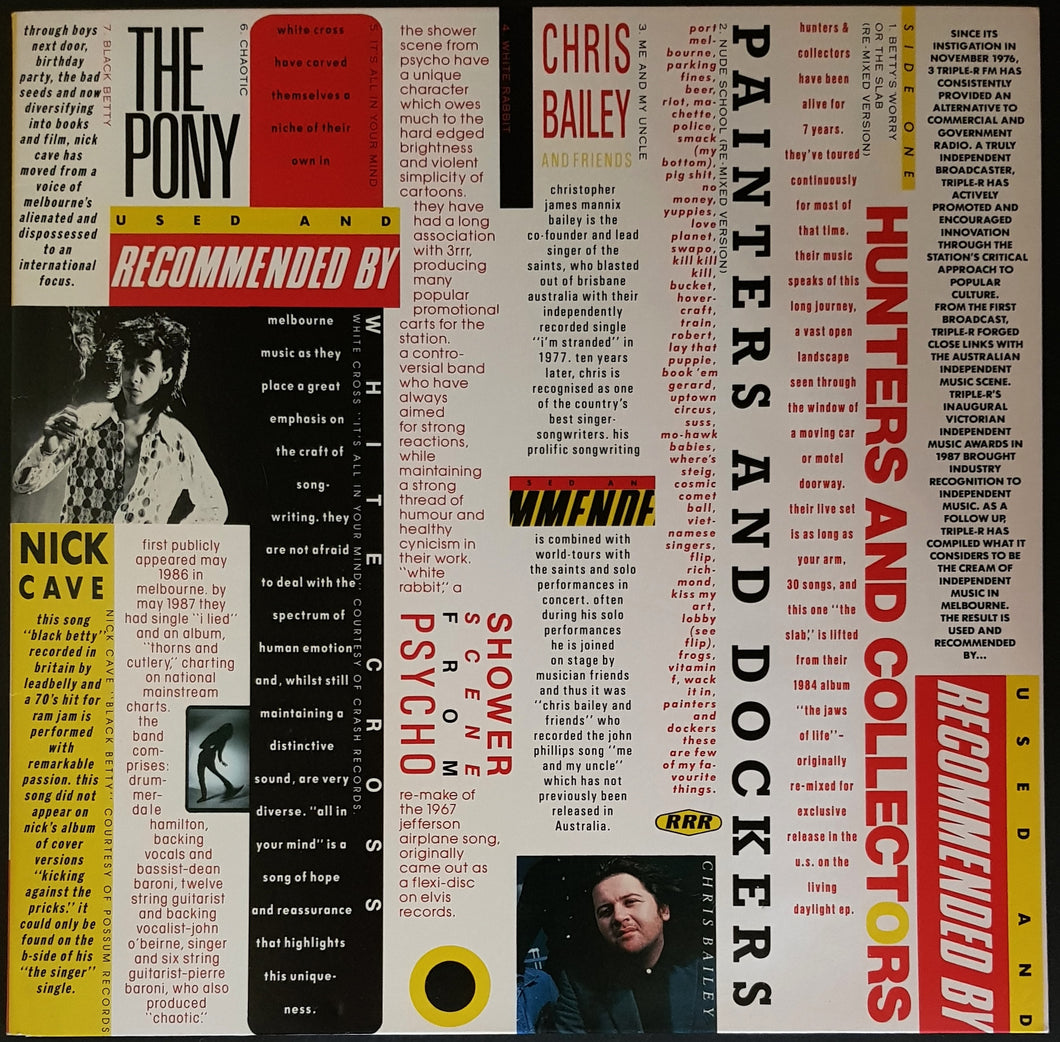 SINCE ITS
INSTIGATION IN
NOVEMBER 1976,
3 TRIPLE-R FM HAS
CONSISTENTLY
PROVIDED AN
ALTERNATIVE TO
COMMERCIAL AND
GOVERNMENT
RADIO. A TRULY
INDEPENDENT
BROADCASTER,
TRIPLE-R HAS
ACTIVELY
PROMOTED AND
ENCOURAGED
INNOVATION
THROUGH THE
STATION'S CRITICAL
APPROACH TO
POPULAR
CULTURE.
FROM THE FIRST
BROADCAST,
TRIPLE-R FORGED
CLOSE LINKS WITH
THE AUSTRALIAN
INDEPENDENT
MUSIC SCENE.
TRIPLE-R'S
INAUGURAL
VICTORIAN
INDEPENDENT
MUSIC AWARDS IN
1987 BROUGHT
INDUSTRY
RECOGNITION TO
INDEPENDENT
MUSIC. AS A
FOLLOW UP,
TRIPLE-R HAS
COMPILED WHAT IT
CONSIDERS TO BE
THE CREAM OF
INDEPENDENT
MUSIC IN
MELBOURNE.
THE RESULT IS
USED AND
RECOMMENDED
BY...
USED AND
RECOMMENDED BY
SIDE ONE
1. BETTY'S WORRY
OR THE SLAB
(RE-MIXED VERSION)
HUNTERS AND COLLECTORS
hunters &
collectors
have been
alive for
7 years.
they've toured
continuously
for most of
that time.
their music
speaks of this
long journey,
a vast open
landscape
seen through
the window of
a moving car
or motel
doorway.
their live set
is as long as
your arm,
30 songs, and
this one "the
slab," is lifted
from their
1984 album
"the jaws
of life"–
originally
re-mixed for
exclusive
release in the
u.s. on the
living
daylight ep.
2. NUDE SCHOOL (RE-MIXED VERSION)
PAINTERS AND DOCKERS
port
mel-
bourne,
parking
fines,
beer,
riot, ma-
chette,
police,
smack
(my
bottom),
pig shit,
no
money,
yuppies,
love
planet,
swapo,
kill kill
kill,
bucket,
hover-
craft,
train,
robert,
lay that
puppie,
book 'em
gerard,
uptown
circus,
suss,
mo-hawk
babies,
where's
steig,
cosmic
comet
ball,
viet-
namese
singers,
flip,
rich-
mond,
kiss my
art,
lobby
(see
flip),
frogs,
vitamin
f, wack
it in,
painters
and
dockers
these
are few
of my fa-
vourite
things.
RRR
3. ME AND MY UNCLE
CHRIS
BAILEY
AND FRIENDS
christopher
james mannix
bailey is the
co-founder and lead
singer of the
saints, who blasted
out of brisbane
australia with their
independently
recorded single
"i'm stranded" in
1977. ten years
later, chris is
recognised as one
of the country's
best singer-
songwriters. his
prolific songwriting
SED AN
MMENDE
is combined with
world-tours with
the saints and solo
performances in
concert. often
during his solo
performances
he is joined
on stage by
musician friends
and thus it was
"chris bailey and
friends" who
recorded the john
phillips song "me
and my uncle"
which has not
previously been
released in
Australia.
CHRIS BAILEY
4. WHITE RABBIT
the shower
scene from
psycho have
a unique
character
which owes
much to the
hard edged
brightness
and violent
simplicity of
cartoons.
they have
had a long
association
with 3rrr,
producing
many
popular
promotional
carts for the
station.
a contro-
versial band
who have
always
aimed
for strong
reactions,
while
maintaining
a strong
thread of
humour and
healthy
cynicism in
their work.
"white
rabbit," a
SHOWER
SCENE
FROM
PSYCHO
re-make of
the 1967
jefferson
airplane song,
originally
came out as
a flexi-disc
on elvis
records.
5. IT'S ALL IN YOUR MIND
white cross
have carved
themselves a
niche of their
own in
USED AND
RECOMMENDED BY
melbourne
music as they
place a great
emphasis on
the craft of
song-
writing. they
are not afraid
to deal with the
spectrum of
human emotion
and, whilst still
maintaining a
distinctive
sound, are very
diverse. "all in
your mind" is a
song of hope
and reassurance
that highlights
this unique-
ness.
WHITE CROSS
WHITE CROSS "IT'S ALL IN YOUR MIND." COURTESY OF CRASH RECORDS.
6. CHAOTIC
THE
PONY
first publicly
appeared may
1986 in
melbourne. by
may 1987 they
had single "i lied"
and an album,
"thorns and
cutlery," charting
on national
mainstream
charts.
the
band
com-
prises:
drum-
mer-
dale
hamilton,
backing
vocals and
bassist-dean
baroni, twelve
string guitarist
and backing
vocalist-john
o'beirne, singer
and six string
guitarist-pierre
baroni, who also
produced
"chaotic."
7. BLACK BETTY
through boys
next door,
birthday
party, the bad
seeds and now
diversifying
into books
and film, nick
cave has
moved from a
voice of
melbourne's
alienated and
dispossessed
to an
international
focus.
NICK
CAVE
this song
"black betty",
recorded in
britain by
leadbelly and
a 70's hit for
ram jam is
performed
with
remarkable
passion. this
song did not
appear on
nick's album
of cover
versions
"kicking
against the
pricks." it
could only be
found on the
b-side of his
"the singer"
single.
NICK CAVE "BLACK BETTY" COURTESY OF POSSUM RECORDS